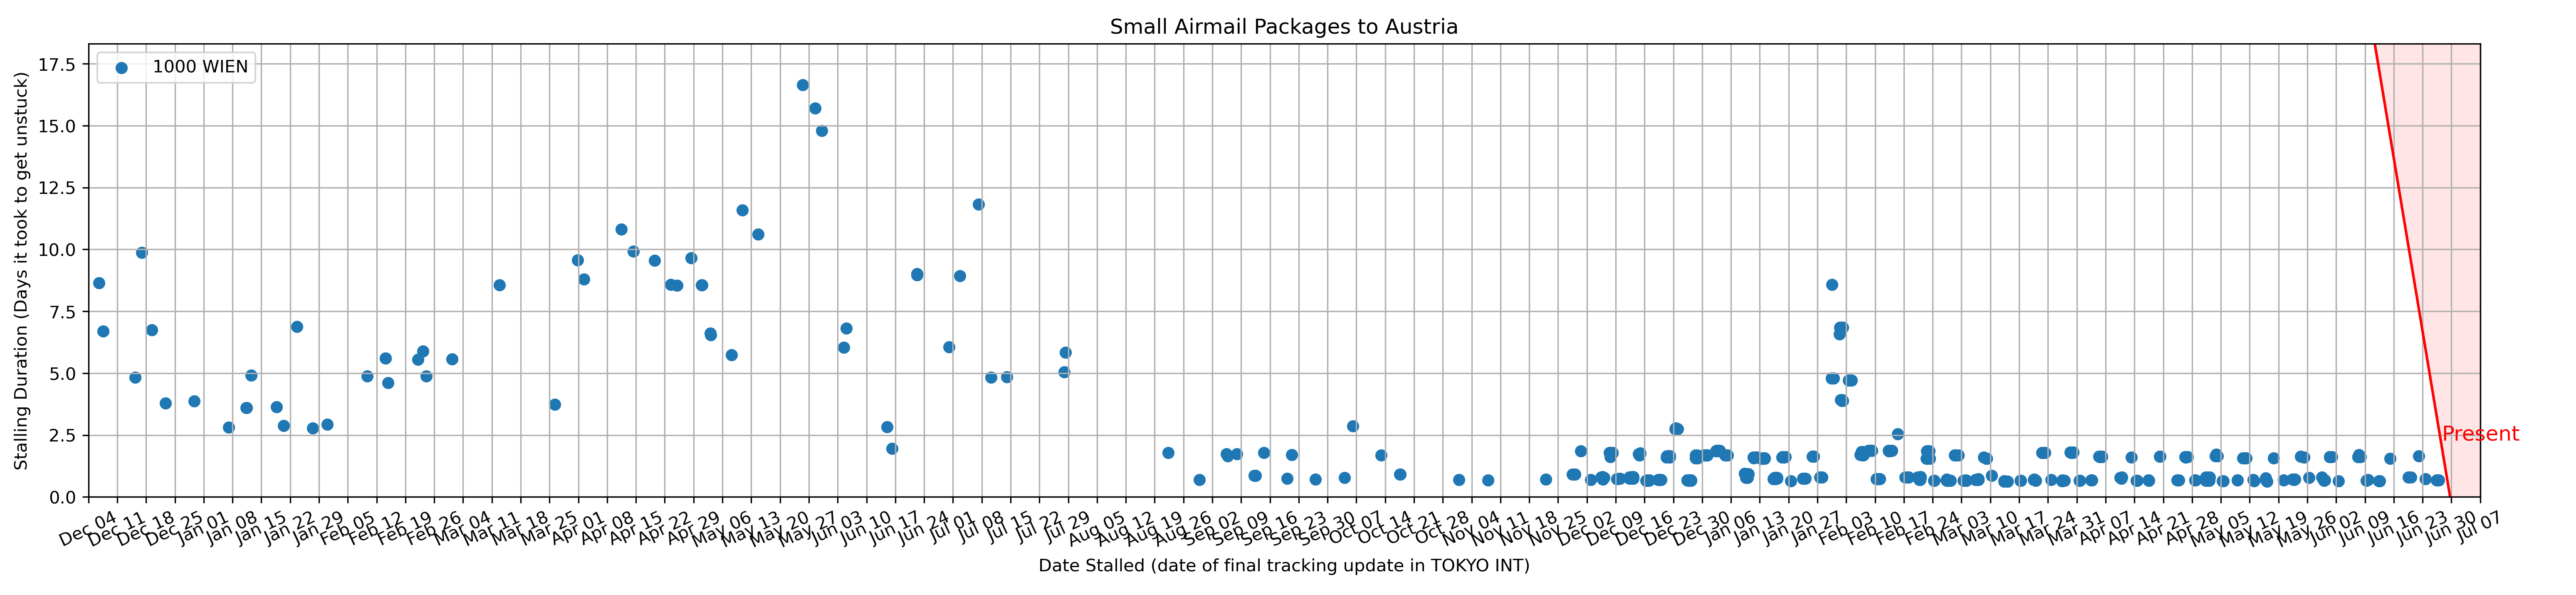 Small Airmail Packages to Austria
1000 WIEN
Stalling Duration (Days it took to get unstuck)
17.5
15.0
12.5
10.0
7.5
5.0
2.5
0.0
Present
Dec 04
Dec 11
Dec 18
Dec 25
Jan 01
Jan 08
Jan 15
Jan 22
Jan 29
Feb 05
Feb 12
Feb 19
Feb 26
Mar 04
Mar 11
Mar 18
Mar 25
Apr 01
Apr 08
Apr 15
Apr 22
Apr 29
May 06
May 13
May 20
May 27
Jun 03
Jun 10
Jun 17
Jun 24
Jul 01
Jul 08
Jul 15
Jul 22
Jul 29
Aug 05
Aug 12
Aug 19
Aug 26
Sep 02
Sep 09
Sep 16
Sep 23
Sep 30
Oct 07
Oct 14
Oct 21
Oct 28
Nov 04
Nov 11
Nov 18
Nov 25
Dec 02
Dec 09
Dec 16
Dec 23
Dec 30
Jan 06
Jan 13
Jan 20
Jan 27
Feb 03
Feb 10
Feb 17
Feb 24
Mar 03
Mar 10
Mar 17
Mar 24
Mar 31
Apr 07
Apr 14
Apr 21
Apr 28
May 05
May 12
May 19
May 26
Jun 02
Jun 09
Jun 16
Jun 23
Jun 30
Jul 07
Date Stalled (date of final tracking update in TOKYO INT)